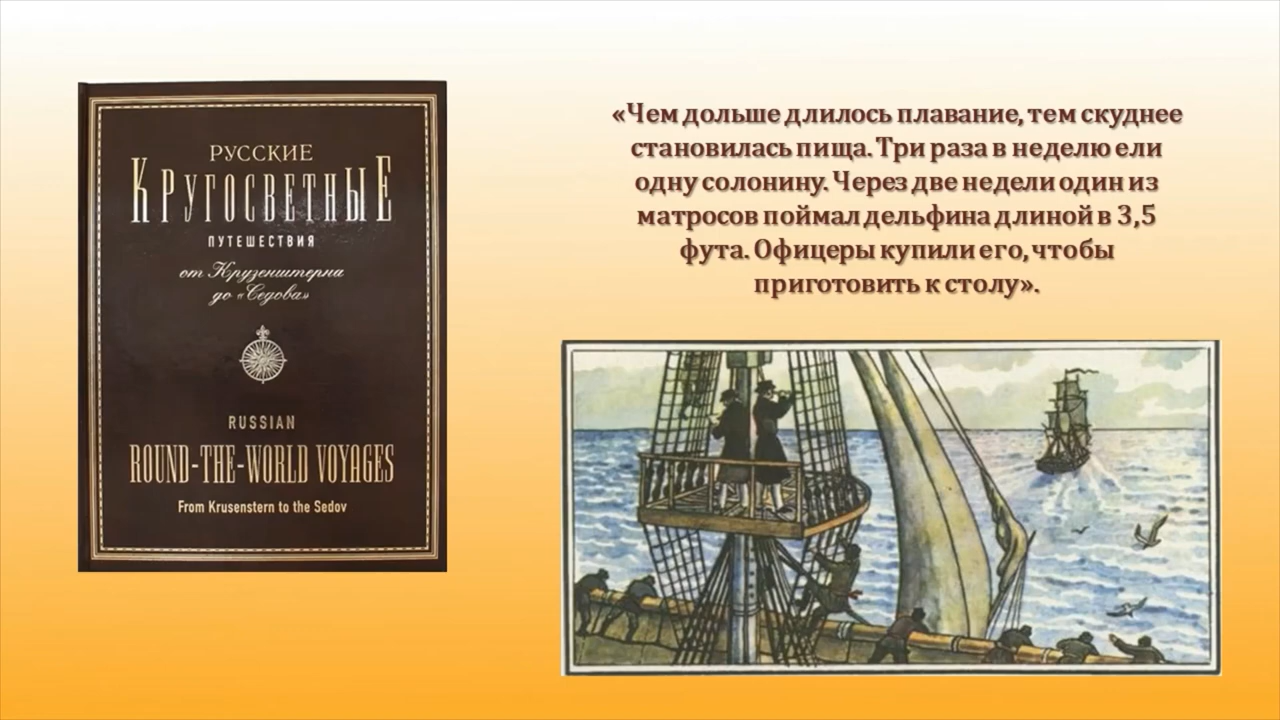 РУССКИЕ
КРУГОСВЕТНЫЕ
ПУТЕШЕСТВИЯ
от Крузенштерна
до «Седова»
RUSSIAN
ROUND-THE-WORLD VOYAGES
From Krusenstern to the Sedov
«Чем дольше длилось плавание, тем скуднее
становилась пища. Три раза в неделю ели
одну солонину. Через две недели один из
матросов поймал дельфина длиной в 3,5
фута. Офицеры купили его, чтобы
приготовить к столу».